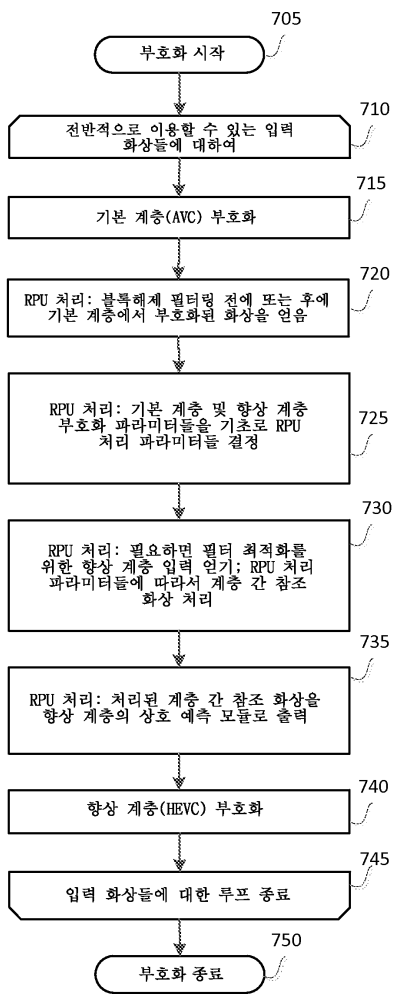 705
부호화 시작
710
전반적으로 이용할 수 있는 입력
화상들에 대하여
715
기본 계층(AVC) 부호화
720
RPU 처리: 블록해제 필터링 전에 또는 후에
기본 계층에서 부호화된 화상을 얻음
725
RPU 처리: 기본 계층 및 향상 계층
부호화 파라미터들을 기초로 RPU
처리 파라미터들 결정
730
RPU 처리: 필요하면 필터 최적화를
위한 향상 계층 입력 얻기; RPU 처리
파라미터들에 따라서 계층 간 참조
화상 처리
735
RPU 처리: 처리된 계층 간 참조 화상을
향상 계층의 상호 예측 모듈로 출력
740
향상 계층(HEVC) 부호화
745
입력 화상들에 대한 루프 종료
750
부호화 종료